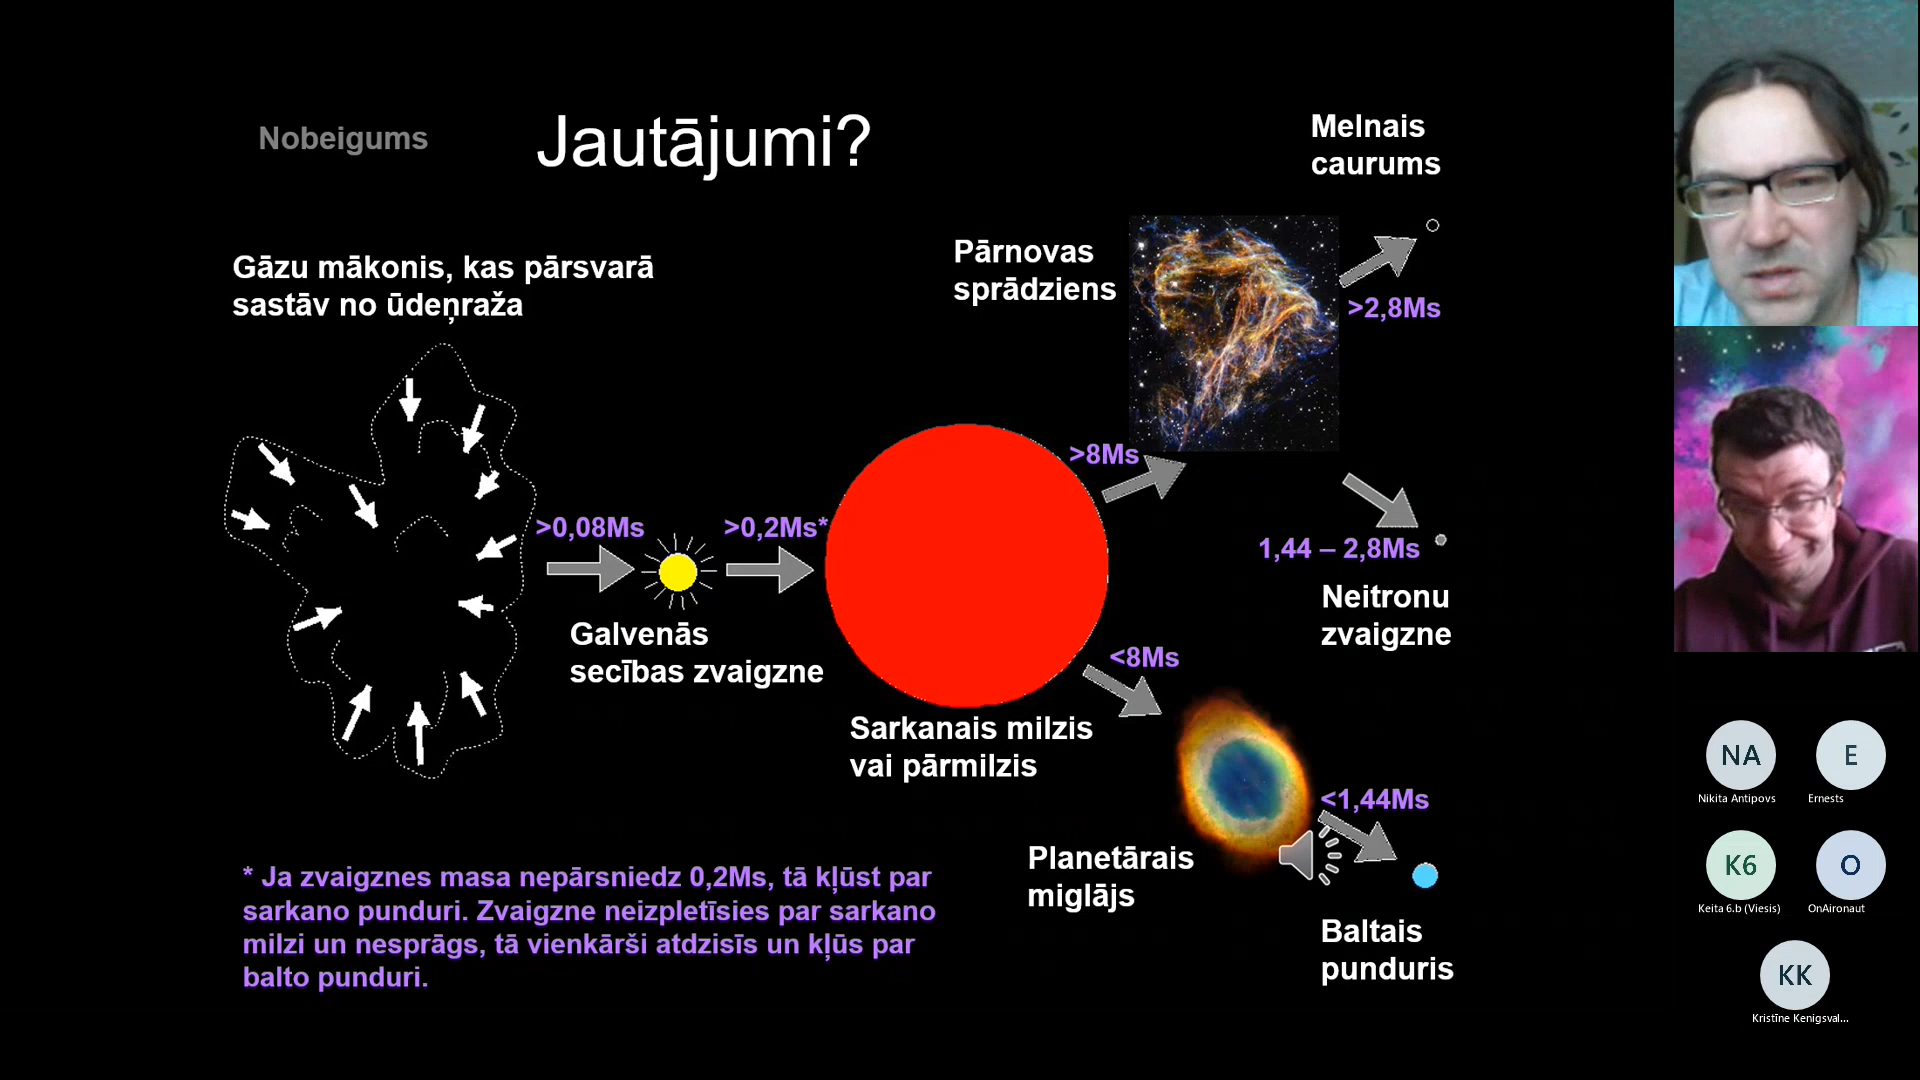 Nobeigums
Jautājumi?
Melnais
caurums
Gāzu mākonis, kas pārsvarā
sastāv no ūdeņraža
Pārnovas
sprādziens
>2,8Ms
>8Ms
>0,08Ms
>0,2Ms*
1,44 – 2,8Ms
Neitronu
zvaigzne
Galvenās
secības zvaigzne
<8Ms
Sarkanais milzis
vai pārmilzis
<1,44Ms
Planetārais
miglājs
Baltais
punduris
* Ja zvaigznes masa nepārsniedz 0,2Ms, tā kļūst par
sarkano punduri. Zvaigzne neizpletīsies par sarkano
milzi un nesprāgs, tā vienkārši atdzisīs un kļūs par
balto punduri.
NA
Nikita Antipovs
E
Ernests
K6
Keita 6.b (Viesis)
O
OnAironaut
KK
Kristīne Kenigsval...